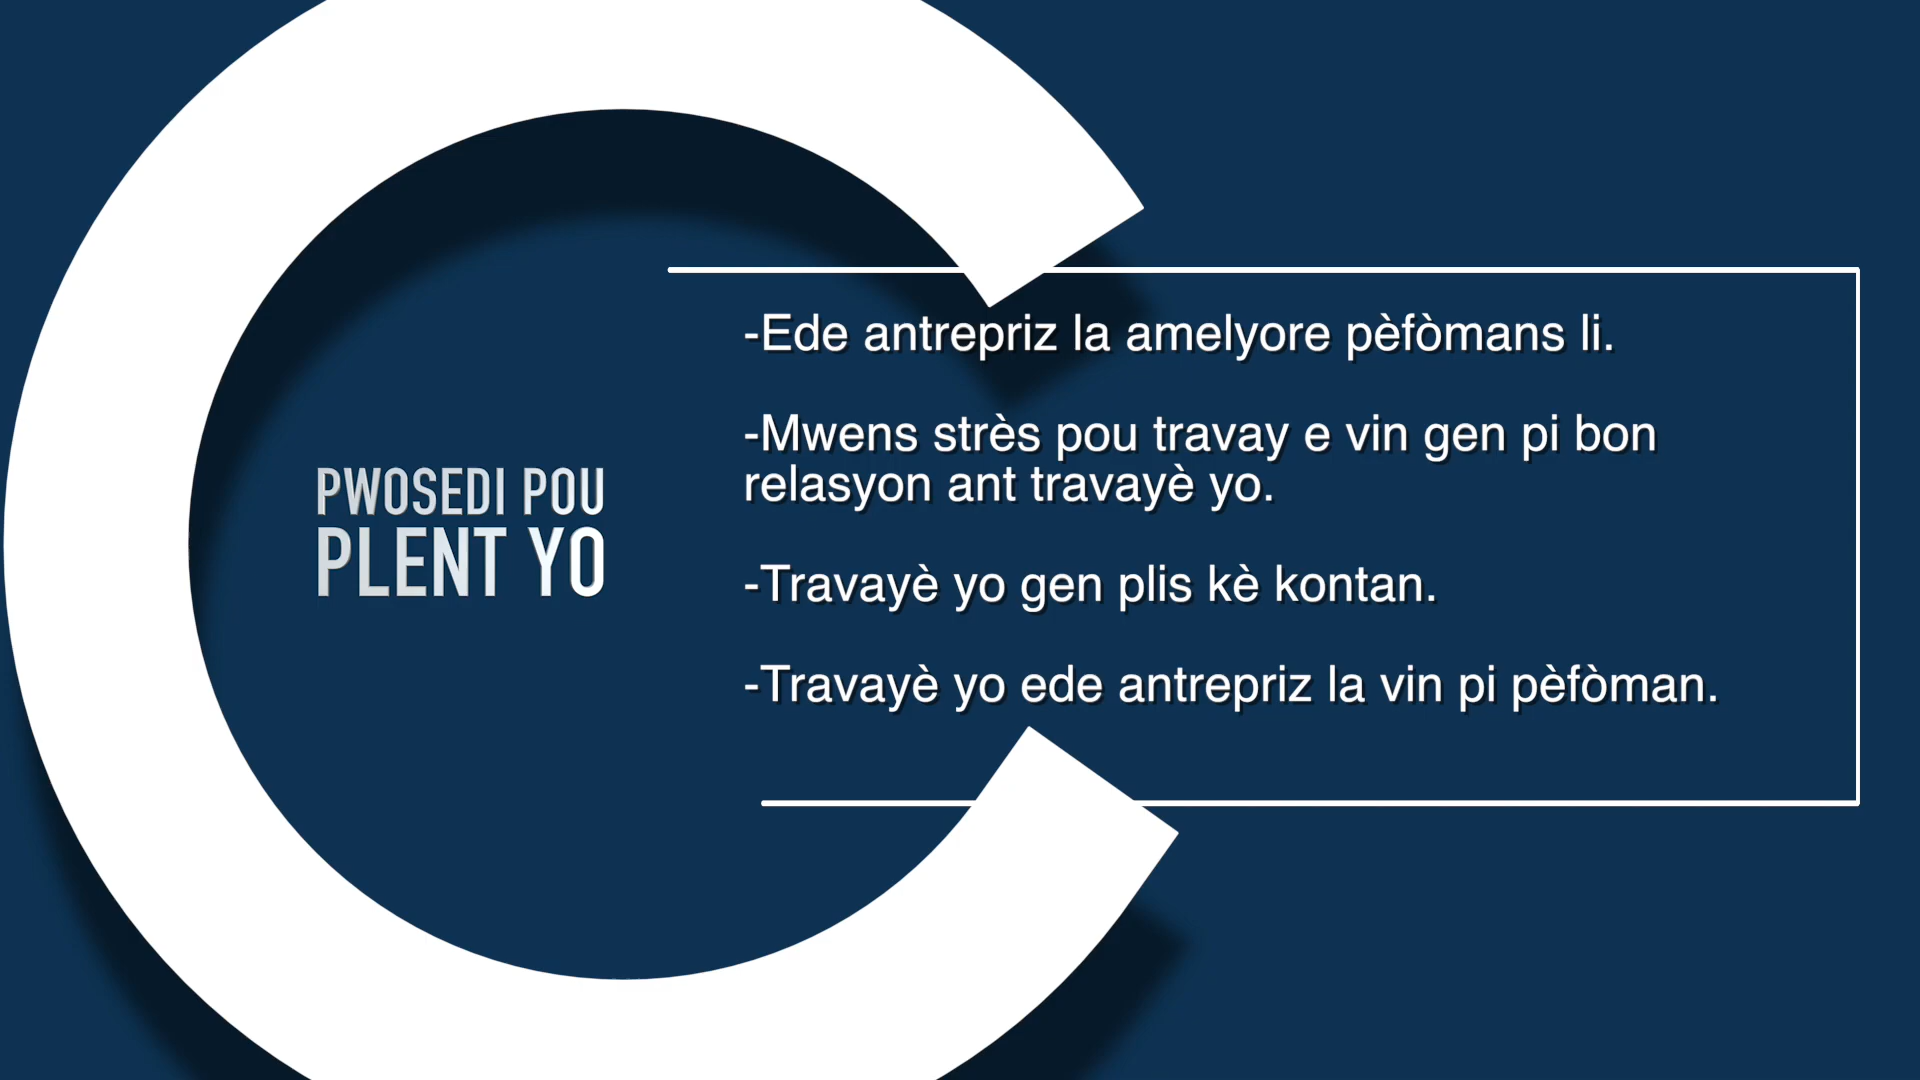 PWOSEDI POU
PLENT YO
-Ede antrepriz la amelyore pèfòmans li.
-Mwens strès pou travay e vin gen pi bon
relasyon ant travayè yo.
-Travayè yo gen plis kè kontan.
-Travayè yo ede antrepriz la vin pi pèfòman.